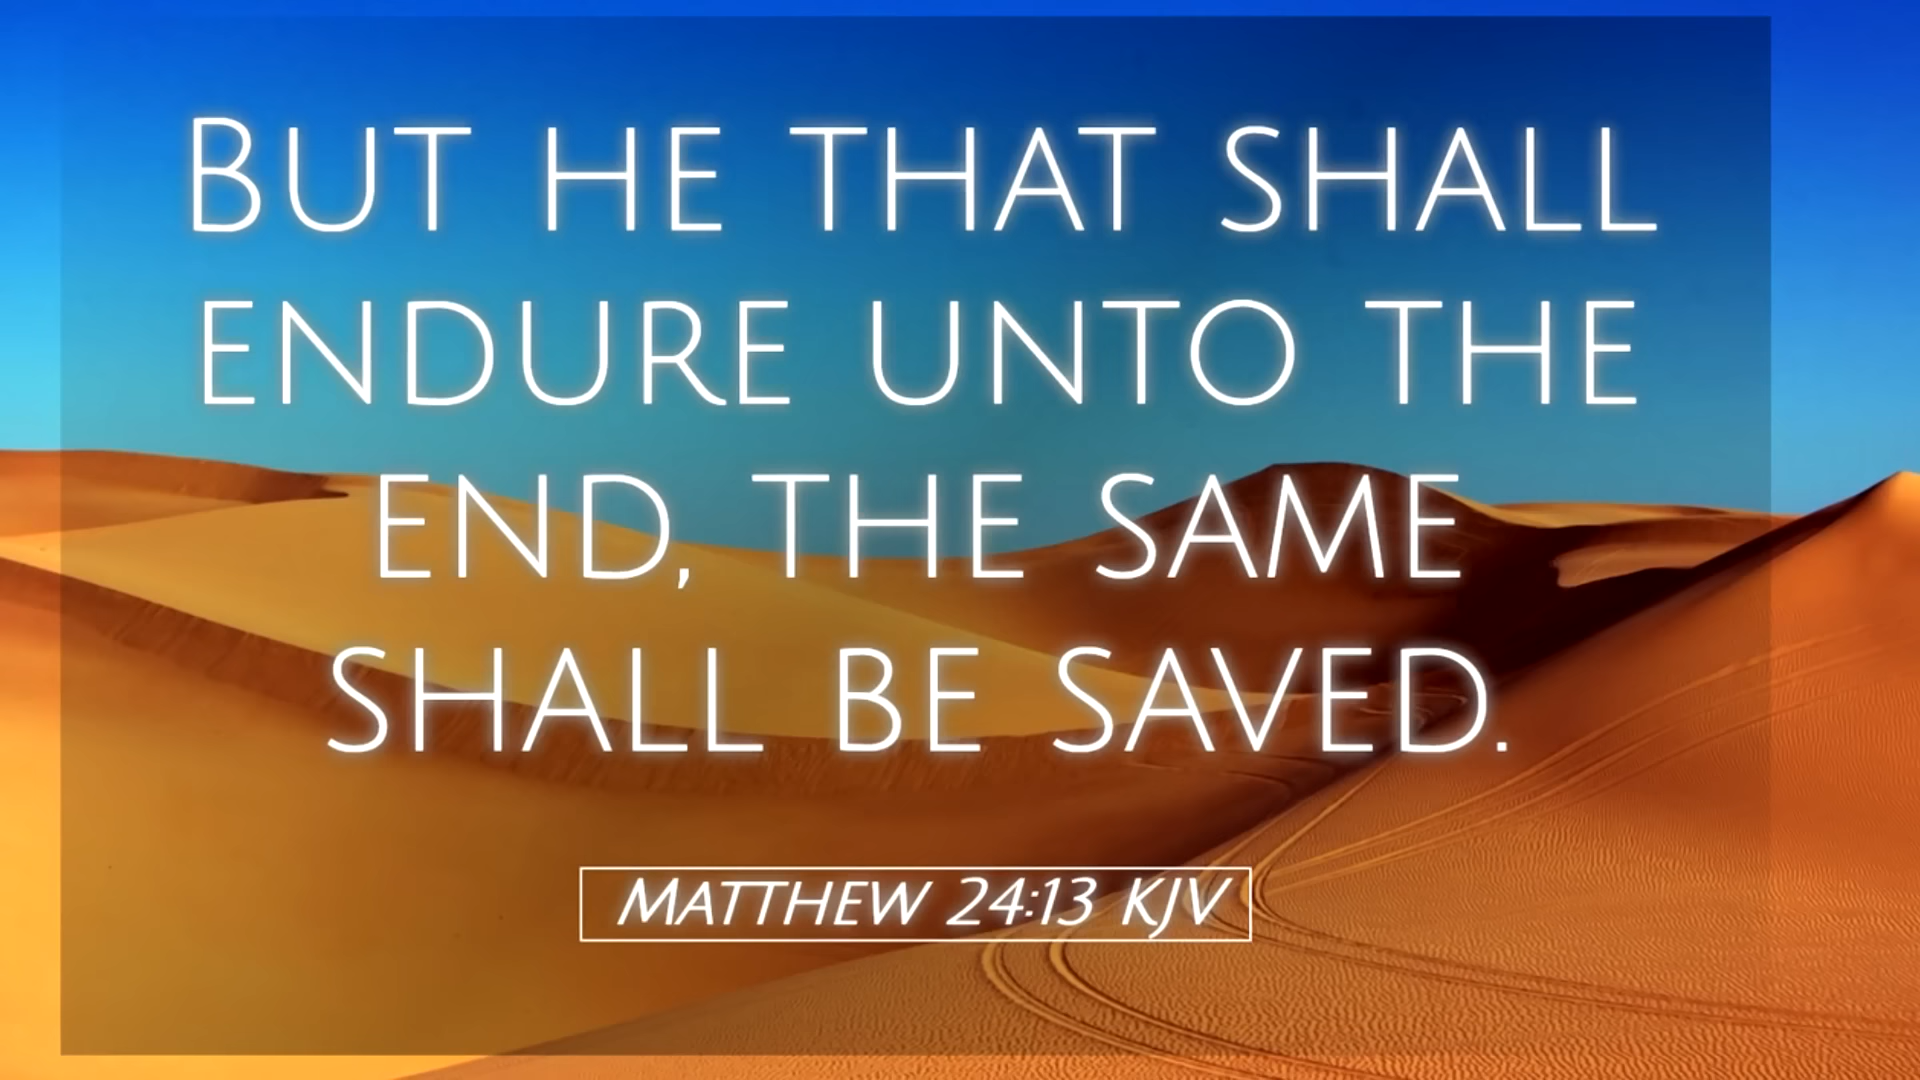 But he that shall
endure unto the
end, the same
shall be saved.
Matthew 24:13 KJV